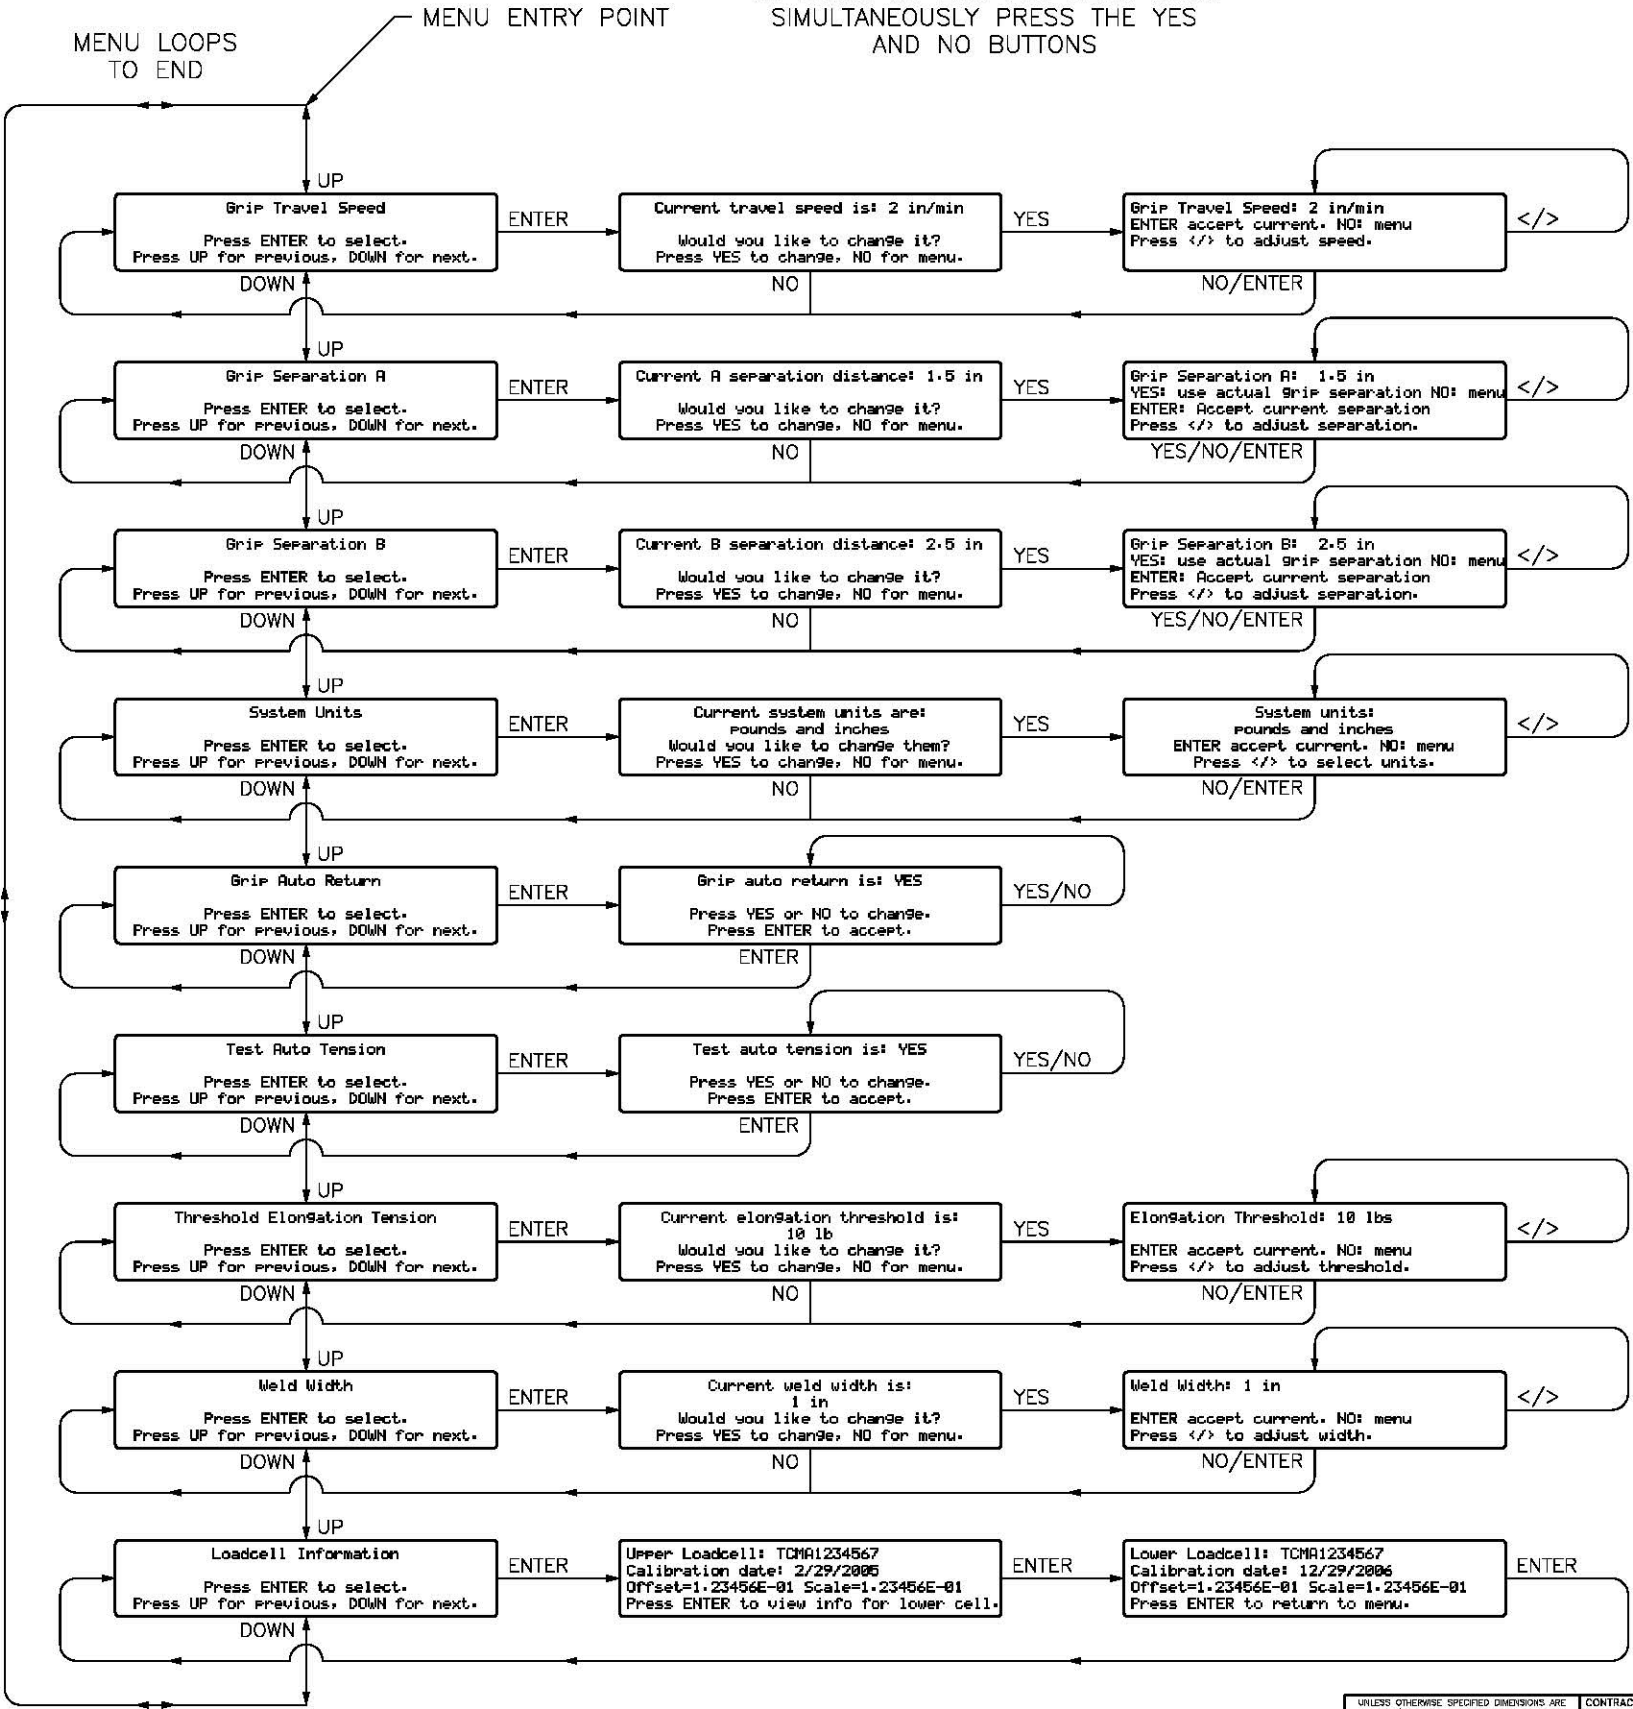 MENU ENTRY POINT
SIMULTANEOUSLY PRESS THE YES
AND NO BUTTONS
MENU LOOPS
TO END
UP
Grip Travel Speed
Press ENTER to select.
Press UP for previous, DOWN for next.
ENTER
Current travel speed is: 2 in/min
Would you like to change it?
Press YES to change, NO for menu.
YES
Grip Travel Speed: 2 in/min
ENTER accept current. NO: menu
Press </> to adjust speed.
</>
DOWN
NO
NO/ENTER
UP
Grip Separation A
Press ENTER to select.
Press UP for previous, DOWN for next.
ENTER
Current A separation distance: 1.5 in
Would you like to change it?
Press YES to change, NO for menu.
YES
Grip Separation A: 1.5 in
YES: use actual grip separation NO: menu
ENTER: Accept current separation
Press </> to adjust separation.
</>
DOWN
NO
YES/NO/ENTER
UP
Grip Separation B
Press ENTER to select.
Press UP for previous, DOWN for next.
ENTER
Current B separation distance: 2.5 in
Would you like to change it?
Press YES to change, NO for menu.
YES
Grip Separation B: 2.5 in
YES: use actual grip separation NO: menu
ENTER: Accept current separation
Press </> to adjust separation.
</>
DOWN
NO
YES/NO/ENTER
UP
System Units
Press ENTER to select.
Press UP for previous, DOWN for next.
ENTER
Current system units are:
pounds and inches
Would you like to change them?
Press YES to change, NO for menu.
YES
System units:
pounds and inches
ENTER accept current. NO: menu
Press </> to select units.
</>
DOWN
NO
NO/ENTER
UP
Grip Auto Return
Press ENTER to select.
Press UP for previous, DOWN for next.
ENTER
Grip auto return is: YES
Press YES or NO to change.
Press ENTER to accept.
YES/NO
DOWN
ENTER
UP
Test Auto Tension
Press ENTER to select.
Press UP for previous, DOWN for next.
ENTER
Test auto tension is: YES
Press YES or NO to change.
Press ENTER to accept.
YES/NO
DOWN
ENTER
UP
Threshold Elongation Tension
Press ENTER to select.
Press UP for previous, DOWN for next.
ENTER
Current elongation threshold is:
10 lb
Would you like to change it?
Press YES to change, NO for menu.
YES
Elongation Threshold: 10 lbs
ENTER accept current. NO: menu
Press </> to adjust threshold.
</>
DOWN
NO
NO/ENTER
UP
Weld Width
Press ENTER to select.
Press UP for previous, DOWN for next.
ENTER
Current weld width is:
1 in
Would you like to change it?
Press YES to change, NO for menu.
YES
Weld Width: 1 in
ENTER accept current. NO: menu
Press </> to adjust width.
</>
DOWN
NO
NO/ENTER
UP
Loadcell Information
Press ENTER to select.
Press UP for previous, DOWN for next.
ENTER
Upper Loadcell: TCMA1234567
Calibration date: 2/29/2005
Offset=1.23456E-01 Scale=1.23456E-01
Press ENTER to view info for lower cell.
ENTER
Lower Loadcell: TCMA1234567
Calibration date: 12/29/2006
Offset=1.23456E-01 Scale=1.23456E-01
Press ENTER to return to menu.
ENTER
DOWN
UNLESS OTHERWISE SPECIFIED DIMENSIONS ARE
CONTRAC